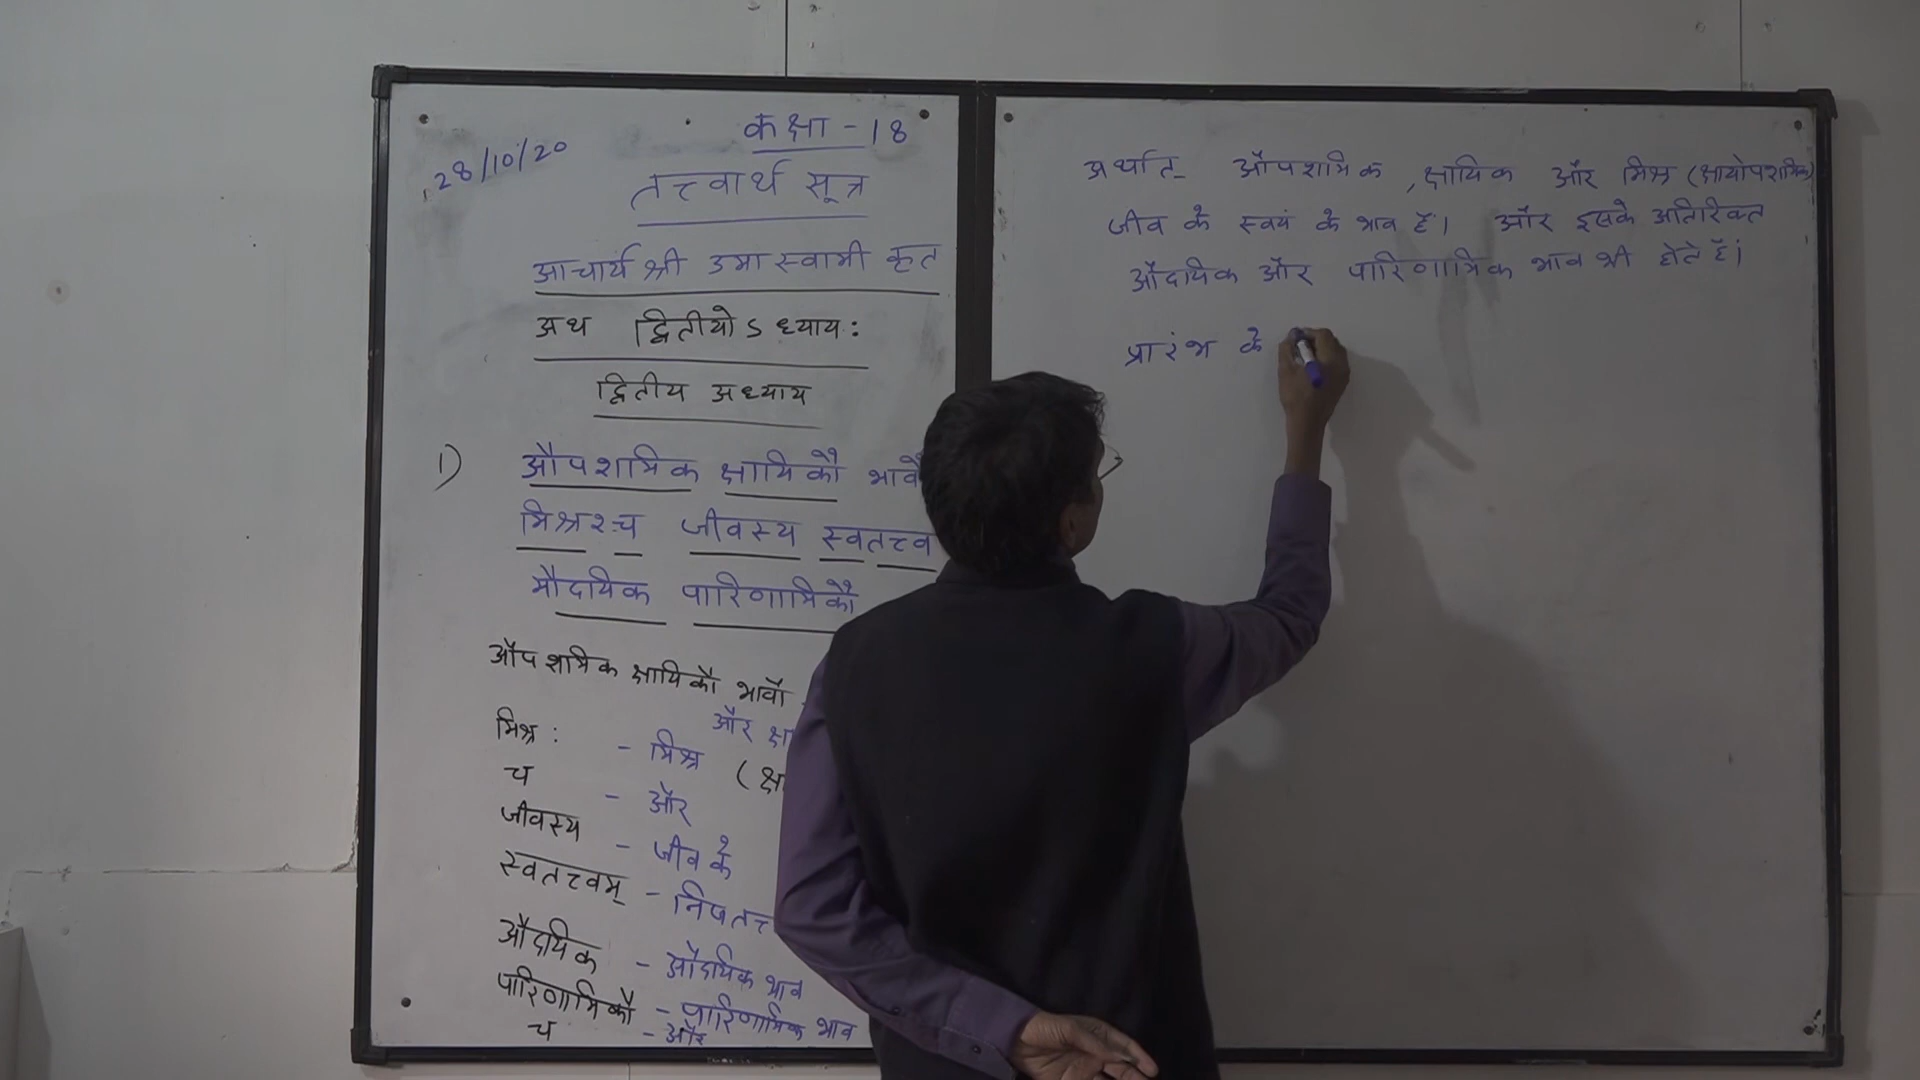 28/10/20
कक्षा - 18
तत्त्वार्थ सूत्र
आचार्य श्री उमास्वामी कृत
अथ द्वितीयोऽध्याय:
द्वितीय अध्याय
1) औपशमिक क्षायिकौ भावौ
मिश्रश्च जीवस्य स्वतत्त्व
मौदयिक पारिणामिकौ
औपशमिक क्षायिकौ भावौ
और
मिश्र: - मिश्र
च - और
जीवस्य - जीव के
स्वतत्त्वम् - निजतत्त्
औदयिक - औदयिक भाव
पारिणामिकौ - पारिणामिक भाव
च - और
अर्थात - औपशमिक, क्षायिक और मिश्र (क्षायोपशमिक)
जीव के स्वयं के भाव हैं। और इसके अतिरिक्त
औदयिक और पारिणामिक भाव भी होते हैं।
प्रारंभ के